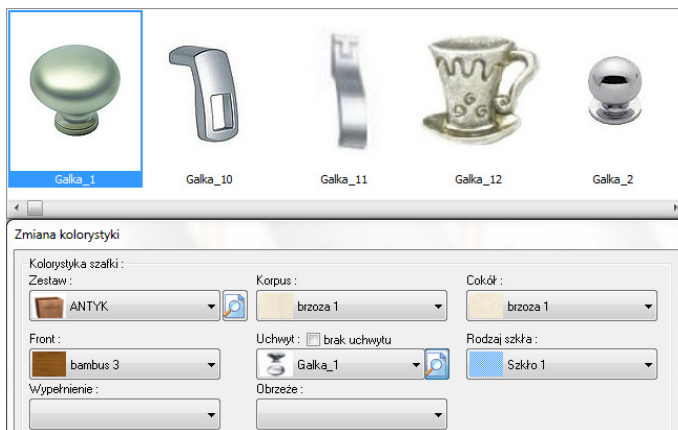 Galka_1 Galka_10 Galka_11 Galka_12 Galka_2
Zmiana kolorystyki
Kolorystyka szafki :
Zestaw : Korpus : Cokół :
ANTYK brzoza 1 brzoza 1
Front : Uchwyt : brak uchwytu Rodzaj szkła :
bambus 3 Galka_1 Szkło 1
Wypełnienie : Obrzeże :